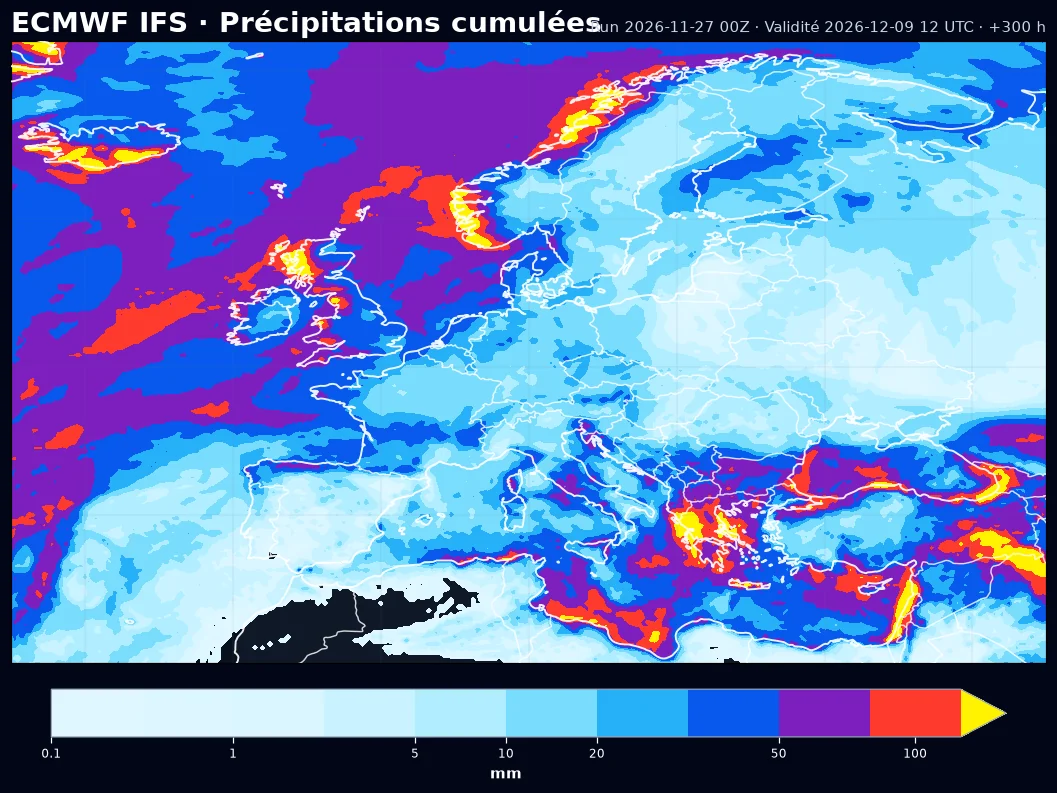 ECMWF IFS · Précipitations cumulées
Run 2026-11-27 00Z · Validité 2026-12-09 12 UTC · +300 h
0.1 1 5 10 20 50 100
mm